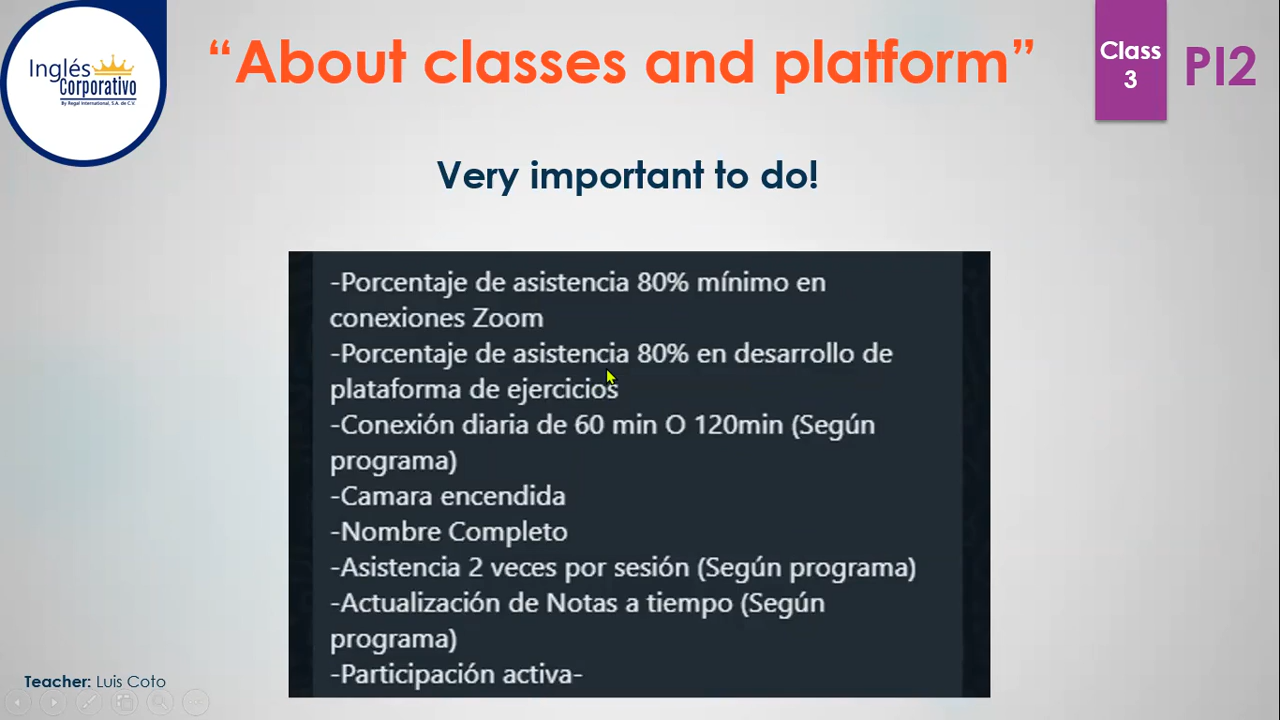 Inglés
Corporativo
By Regal International, S.A. de C.V.
“About classes and platform”
Class
3
PI2
Very important to do!
-Porcentaje de asistencia 80% mínimo en
conexiones Zoom
-Porcentaje de asistencia 80% en desarrollo de
plataforma de ejercicios
-Conexión diaria de 60 min O 120min (Según
programa)
-Camara encendida
-Nombre Completo
-Asistencia 2 veces por sesión (Según programa)
-Actualización de Notas a tiempo (Según
programa)
-Participación activa-
Teacher: Luis Coto